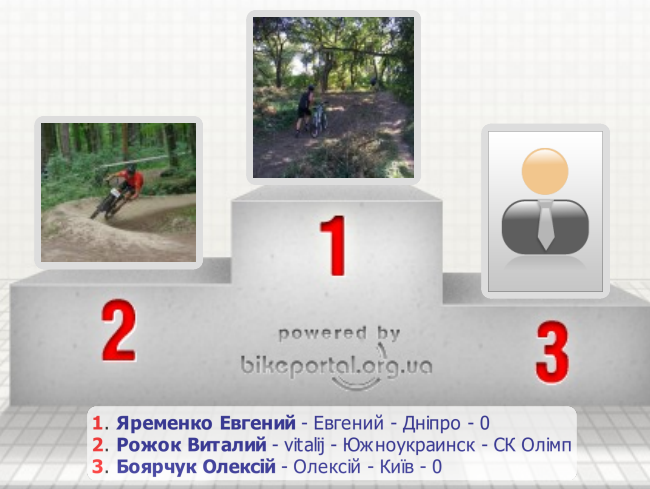 1
2
3
powered by
bikeportal.org.ua
1. Яременко Евгений - Евгений - Дніпро - 0
2. Рожок Виталий - vitalij - Южноукраинск - СК Олімп
3. Боярчук Олексій - Олексій - Київ - 0